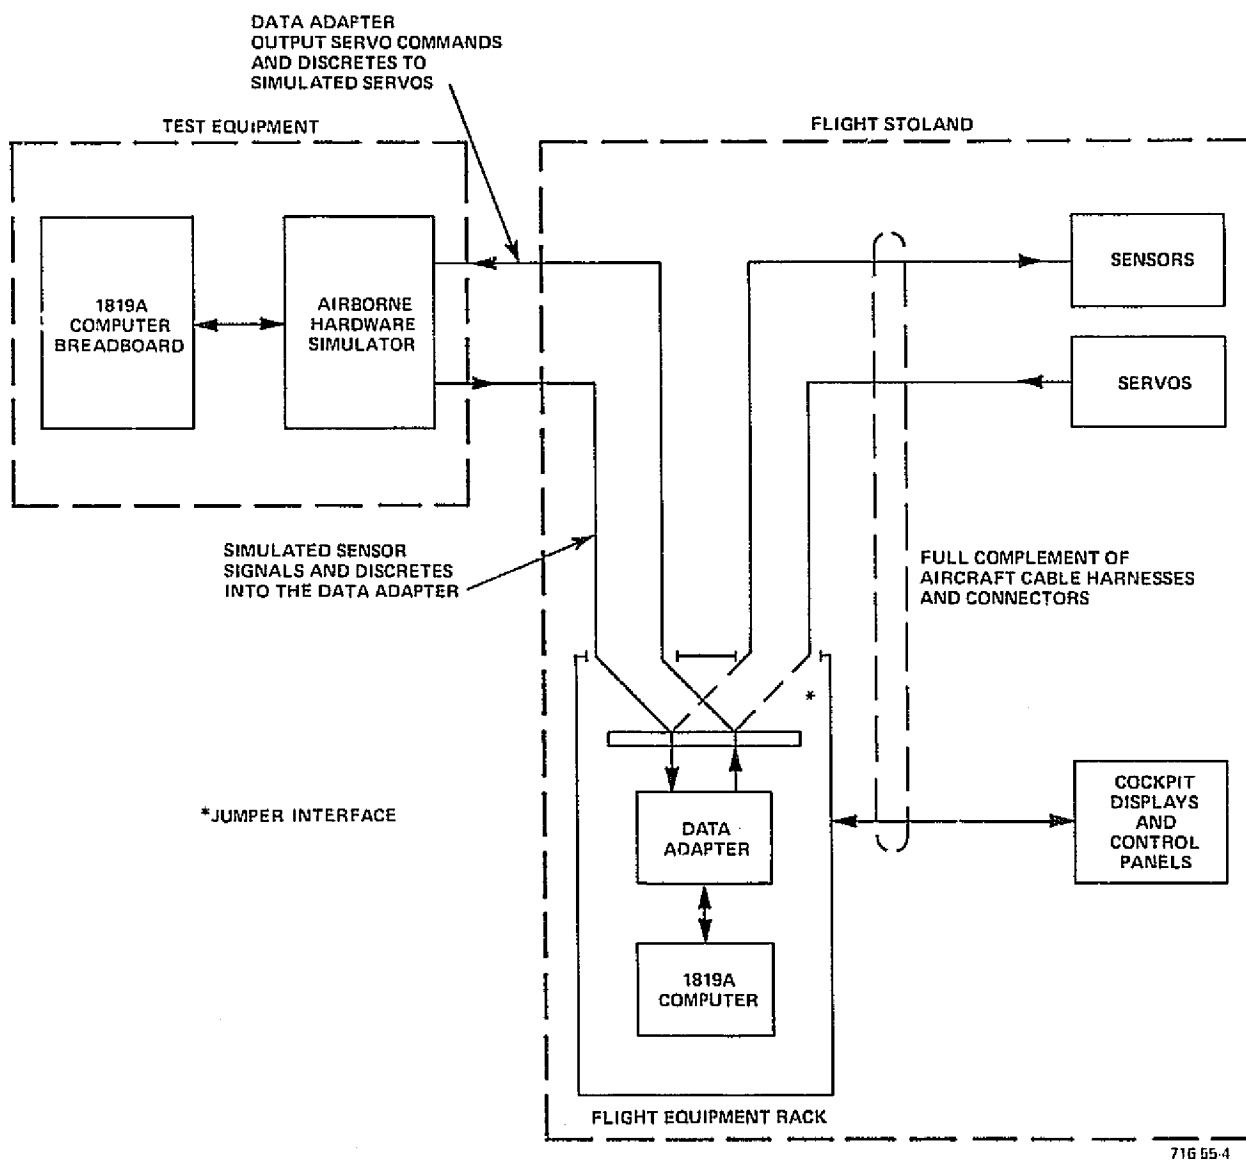 DATA ADAPTER
OUTPUT SERVO COMMANDS
AND DISCRETES TO
SIMULATED SERVOS
TEST EQUIPMENT
FLIGHT STOLAND
1819A
COMPUTER
BREADBOARD
AIRBORNE
HARDWARE
SIMULATOR
SENSORS
SERVOS
SIMULATED SENSOR
SIGNALS AND DISCRETES
INTO THE DATA ADAPTER
FULL COMPLEMENT OF
AIRCRAFT CABLE HARNESSES
AND CONNECTORS
*
*JUMPER INTERFACE
DATA
ADAPTER
COCKPIT
DISPLAYS
AND
CONTROL
PANELS
1819A
COMPUTER
FLIGHT EQUIPMENT RACK
716 55-4